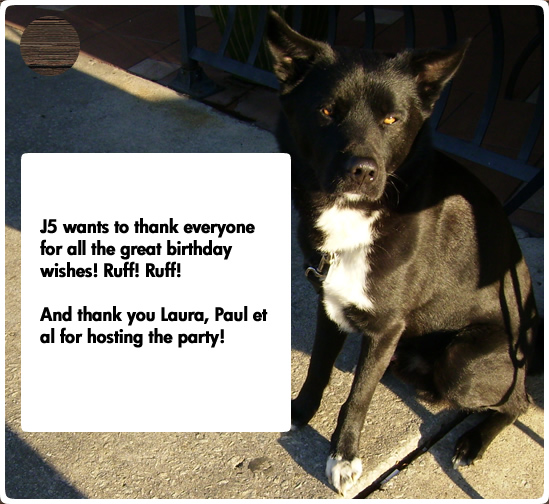 J5 wants to thank everyone
for all the great birthday
wishes! Ruff! Ruff!
And thank you Laura, Paul et
al for hosting the party!